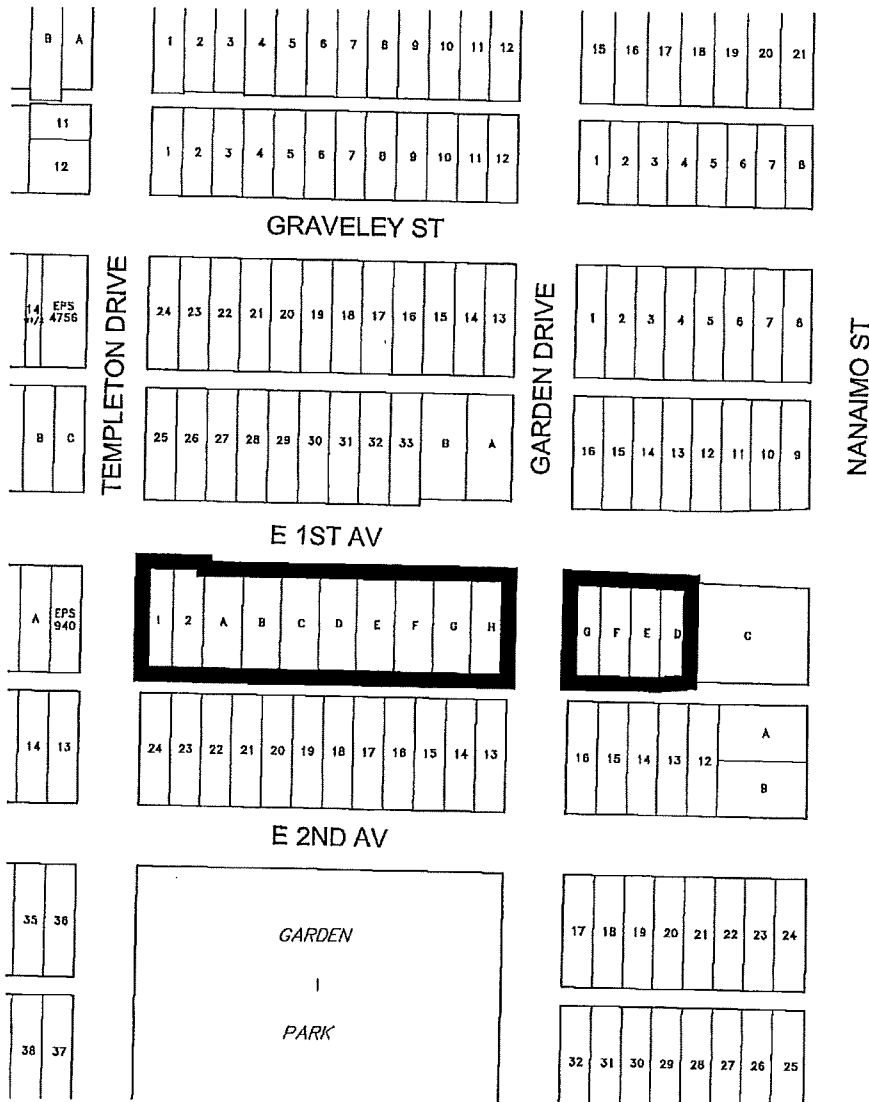 B A 1 2 3 4 5 6 7 8 9 10 11 12 15 16 17 18 19 20 21
11
12
1 2 3 4 5 6 7 8 9 10 11 12 1 2 3 4 5 6 7 8
GRAVELEY ST
TEMPLETON DRIVE
GARDEN DRIVE
NANAIMO ST
14 EPS
4756
24 23 22 21 20 19 18 17 16 15 14 13 1 2 3 4 5 6 7 8
B C 25 26 27 28 29 30 31 32 33 B A 16 15 14 13 12 11 10 9
E 1ST AV
A EPS
940
1 2 A B C D E F G H G F E D C
14 13 24 23 22 21 20 19 18 17 16 15 14 13 16 15 14 13 12 A
B
E 2ND AV
35 36 GARDEN 17 18 19 20 21 22 23 24
PARK
38 37 32 31 30 29 28 27 26 25